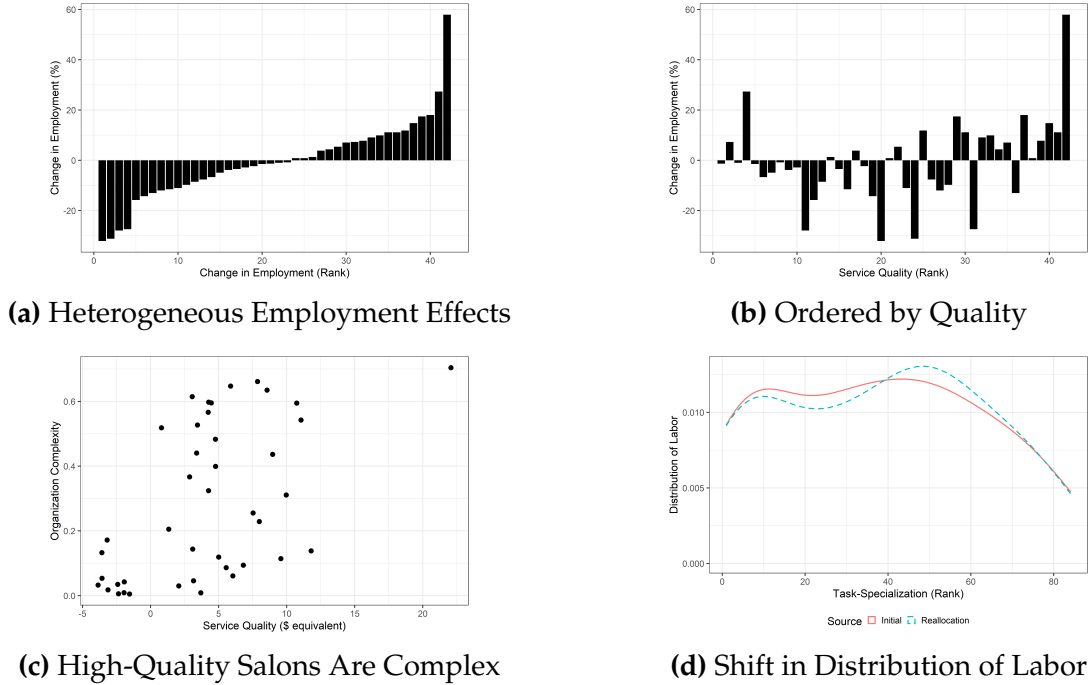 60
40
20
0
-20
Change in Employment (%)
0 10 20 30 40
Change in Employment (Rank)
(a) Heterogeneous Employment Effects
60
40
20
0
-20
Change in Employment (%)
0 10 20 30 40
Service Quality (Rank)
(b) Ordered by Quality
0.6
0.4
0.2
0.0
Organization Complexity
-5 0 5 10 15 20
Service Quality ($ equivalent)
(c) High-Quality Salons Are Complex
0.010
0.005
0.000
Distribution of Labor
0 20 40 60 80
Task-Specialization (Rank)
Source Initial Reallocation
(d) Shift in Distribution of Labor